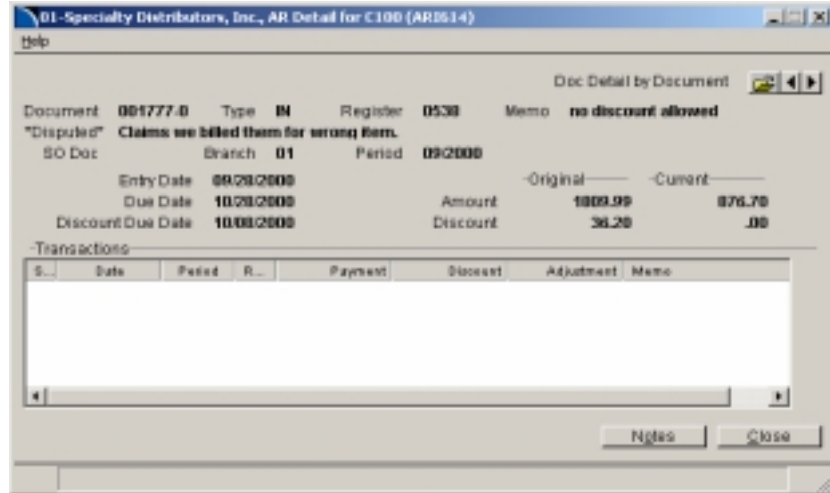 01-Specialty Distributors, Inc., AR Detail for C100 (ARI614)
Help
Doc Detail by Document
Document 001777-0 Type IN Register 0538 Memo no discount allowed
*Disputed* Claims we billed them for wrong item.
SO Doc Branch 01 Period 09/2000
Original Current
Entry Date 09/28/2000
Due Date 10/28/2000 Amount 1009.99 876.70
Discount Due Date 10/08/2000 Discount 36.20 .00
Transactions
S... Date Period R... Payment Discount Adjustment Memo
Notes Close